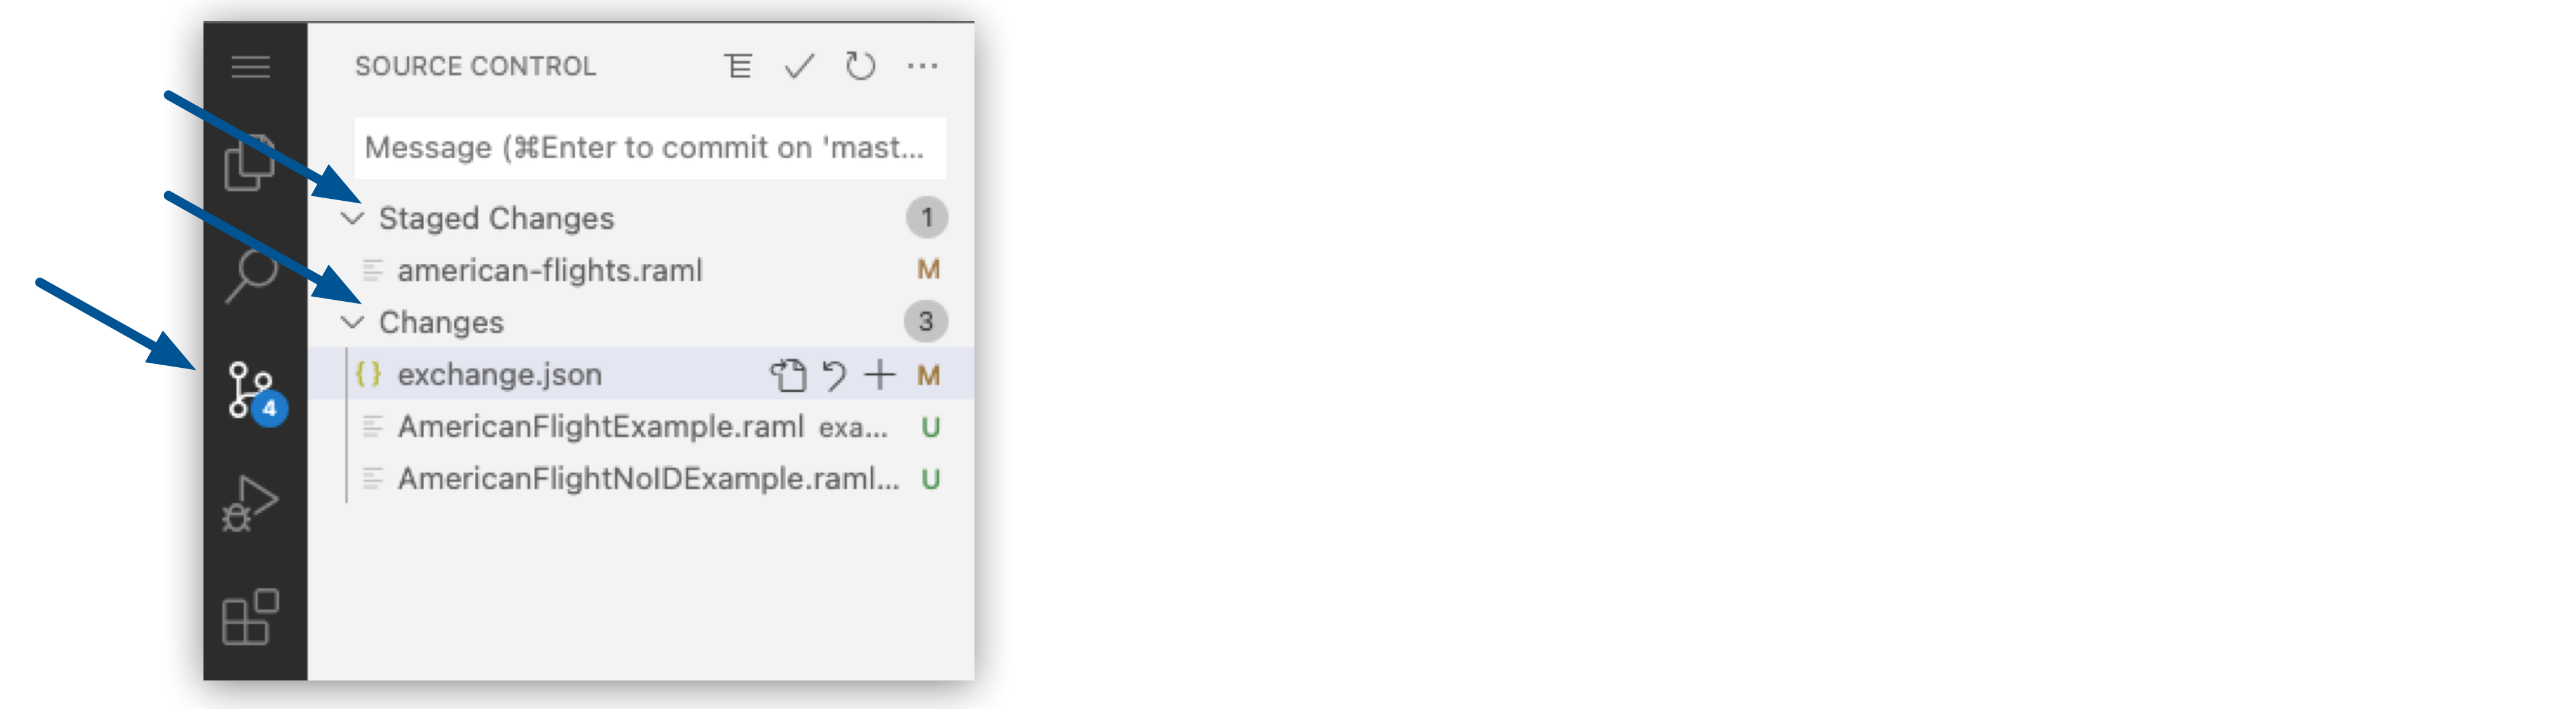 SOURCE CONTROL
Message (⌘Enter to commit on 'mast...
Staged Changes 1
american-flights.raml M
Changes 3
{} exchange.json M
4
AmericanFlightExample.raml exa... U
AmericanFlightNoIDExample.raml... U